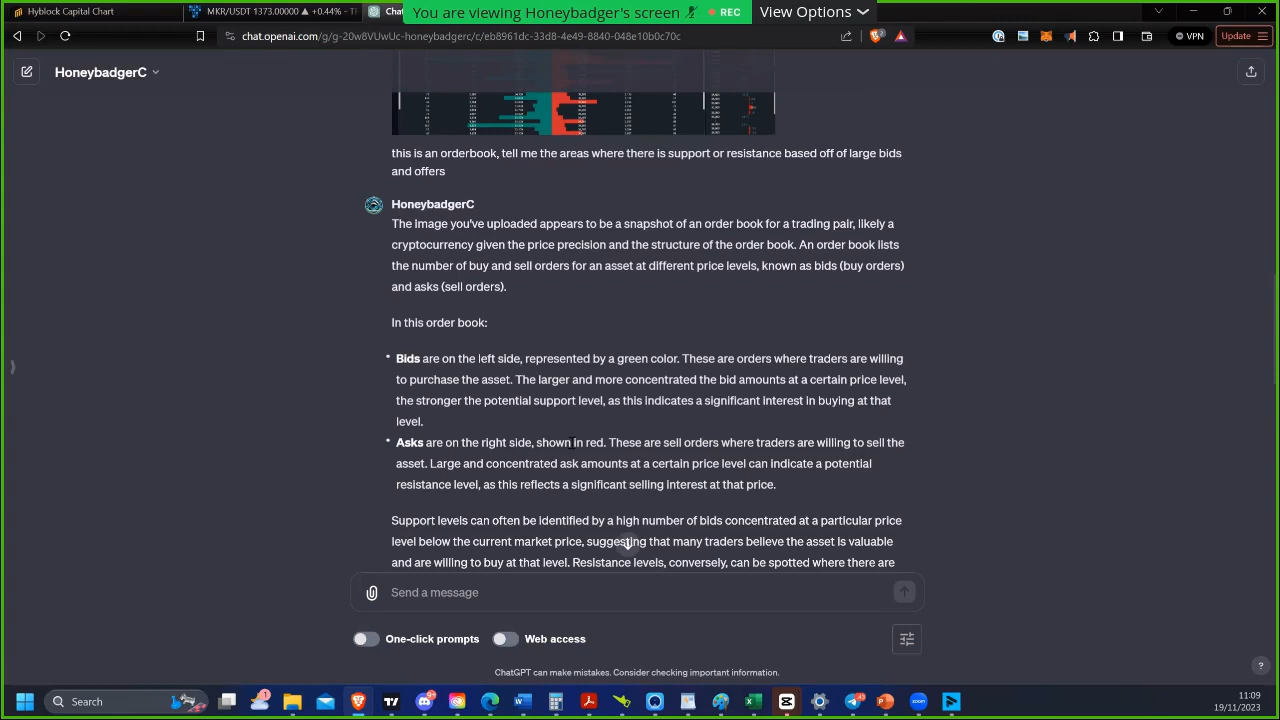 Hyblock Capital Chart
MKR/USDT 1373.00000 ▲ +0.44% - T
Chat
You are viewing Honeybadger's screen
REC
View Options
chat.openai.com/g/g-20w8VUwUc-honeybadgerc/c/eb8961dc-33d8-4e49-8840-048e10b0c70c
VPN
Update
HoneybadgerC
this is an orderbook, tell me the areas where there is support or resistance based off of large bids
and offers
HoneybadgerC
The image you've uploaded appears to be a snapshot of an order book for a trading pair, likely a
cryptocurrency given the price precision and the structure of the order book. An order book lists
the number of buy and sell orders for an asset at different price levels, known as bids (buy orders)
and asks (sell orders).
In this order book:
• Bids are on the left side, represented by a green color. These are orders where traders are willing
to purchase the asset. The larger and more concentrated the bid amounts at a certain price level,
the stronger the potential support level, as this indicates a significant interest in buying at that
level.
• Asks are on the right side, shown in red. These are sell orders where traders are willing to sell the
asset. Large and concentrated ask amounts at a certain price level can indicate a potential
resistance level, as this reflects a significant selling interest at that price.
Support levels can often be identified by a high number of bids concentrated at a particular price
level below the current market price, suggesting that many traders believe the asset is valuable
and are willing to buy at that level. Resistance levels, conversely, can be spotted where there are
Send a message
One-click prompts
Web access
ChatGPT can make mistakes. Consider checking important information.
?
Search
11:09
19/11/2023